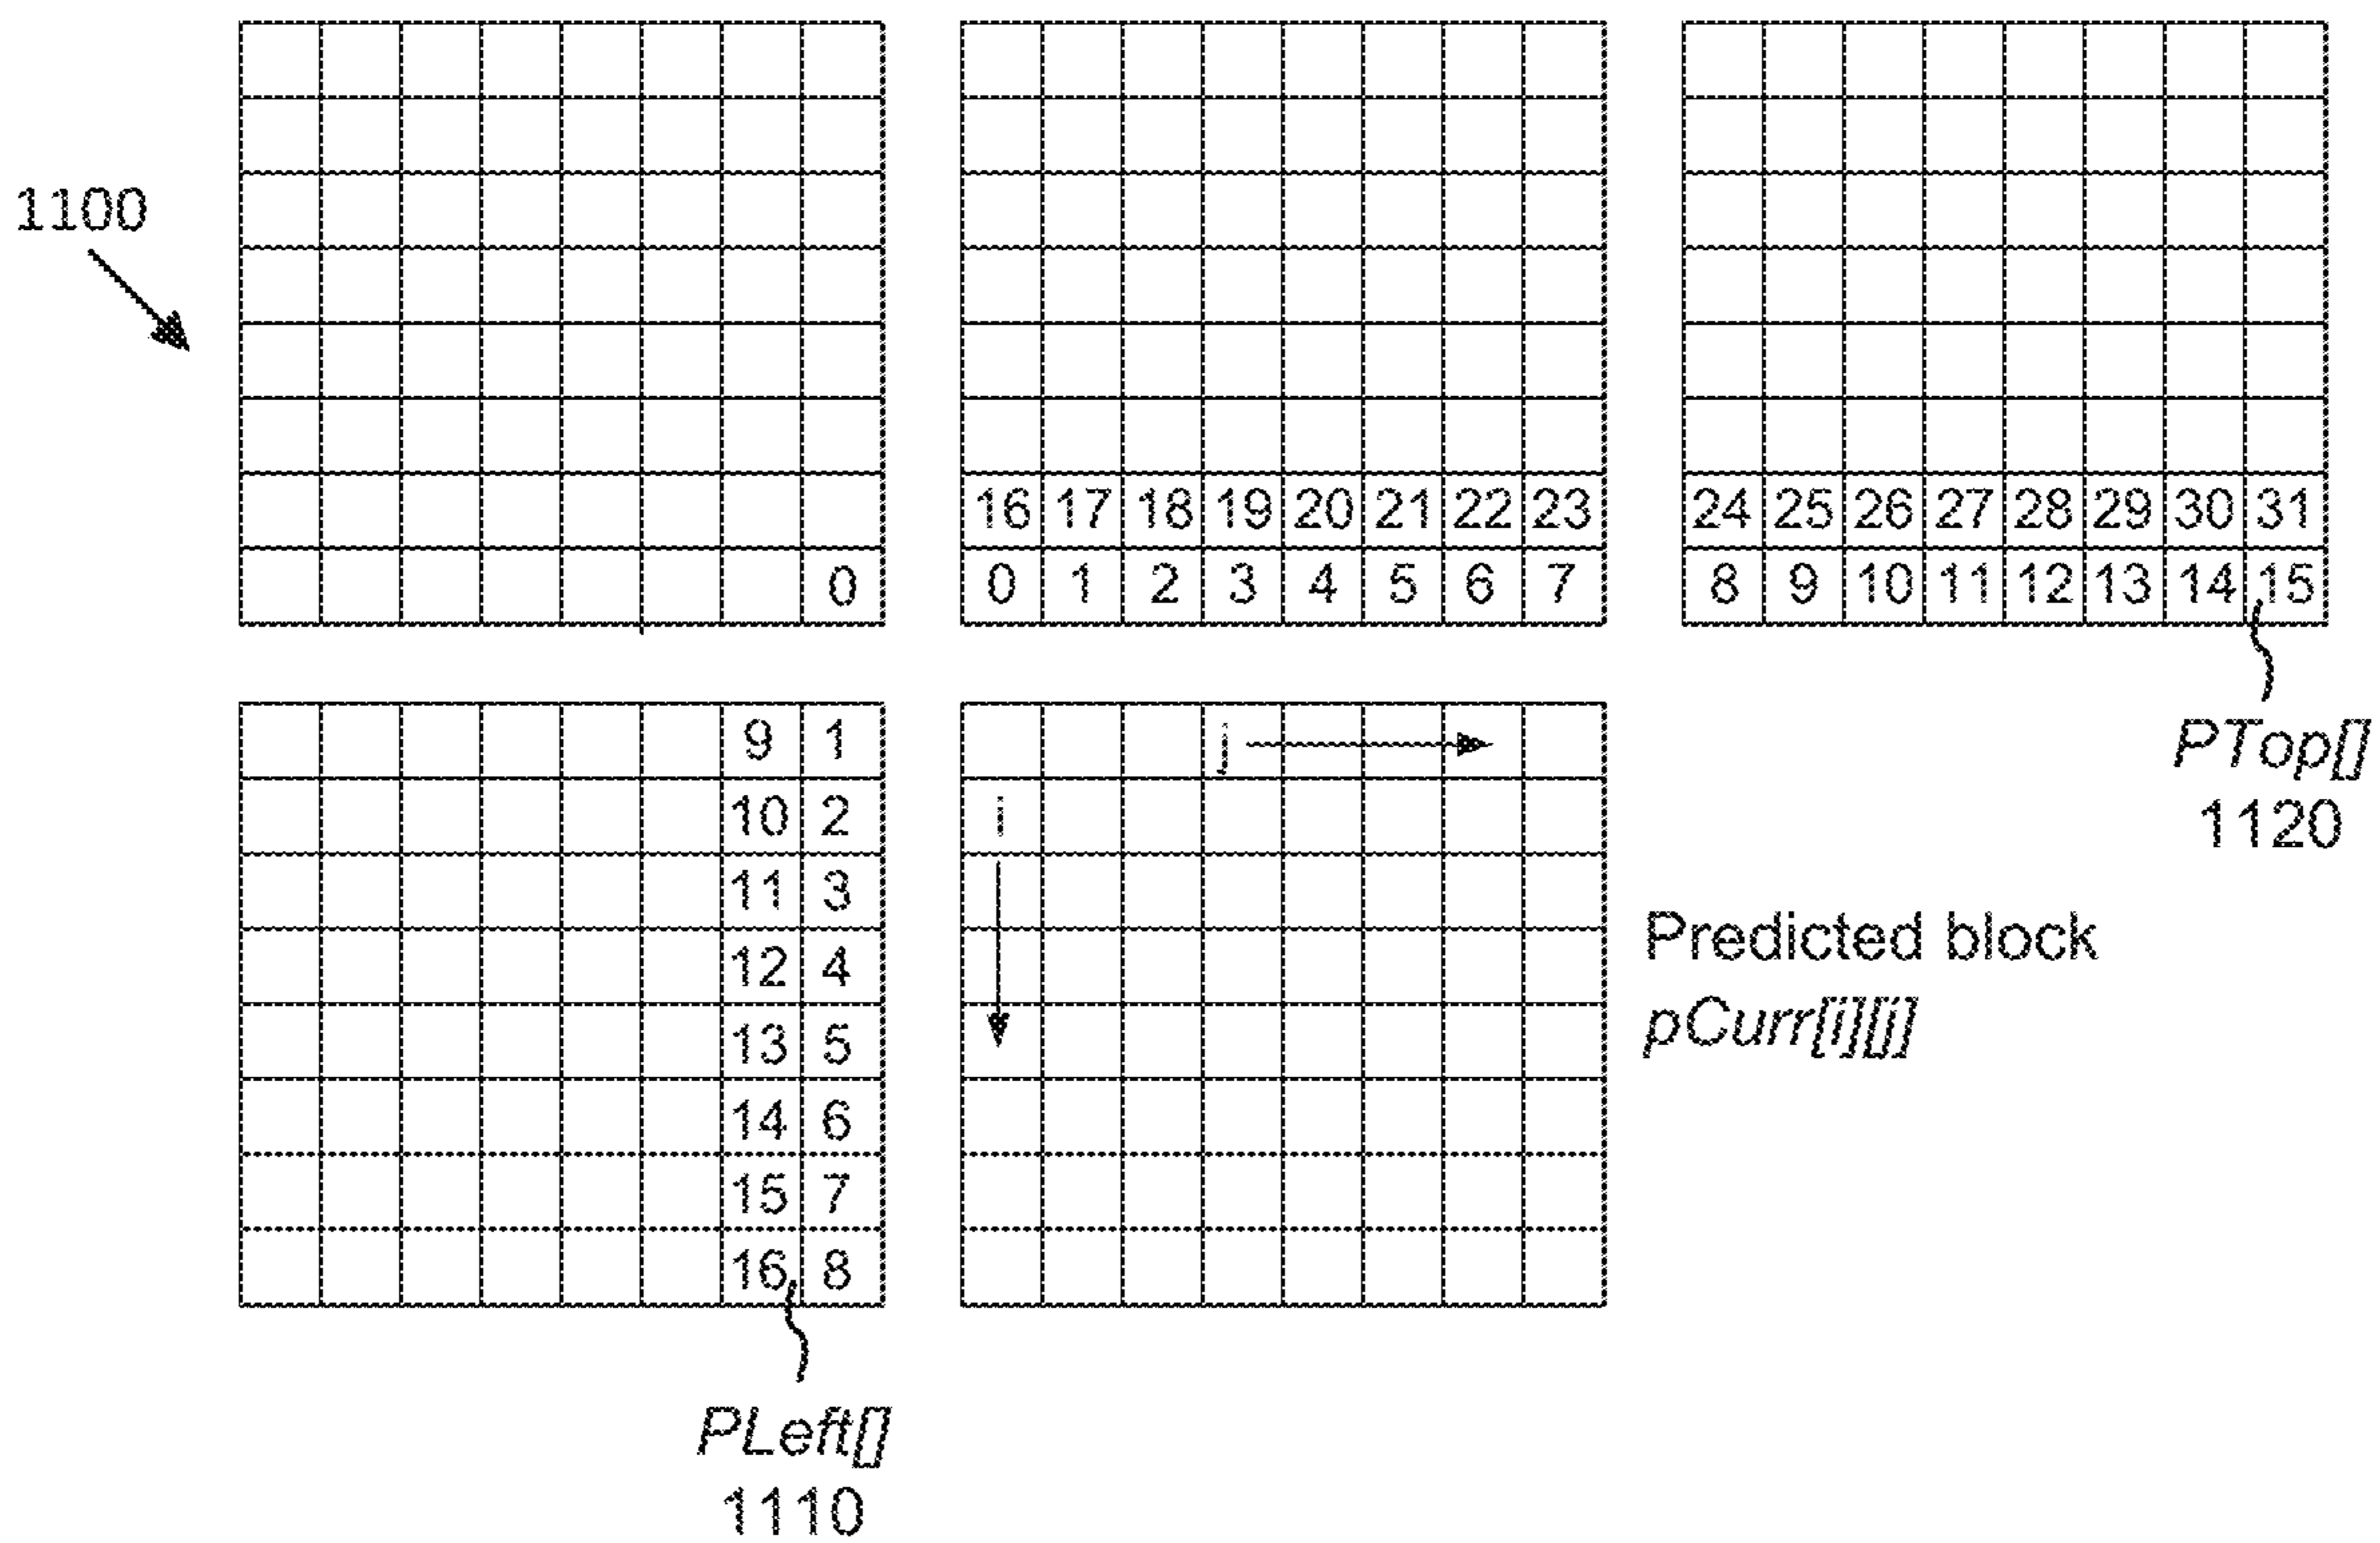 1100
16 17 18 19 20 21 22 23
24 25 26 27 28 29 30 31
0
0 1 2 3 4 5 6 7
8 9 10 11 12 13 14 15
PTop[]
1120
9 1
10 2
11 3
12 4
13 5
14 6
15 7
16 8
j
i
Predicted block
pCurr[i][j]
PLeft[]
1110